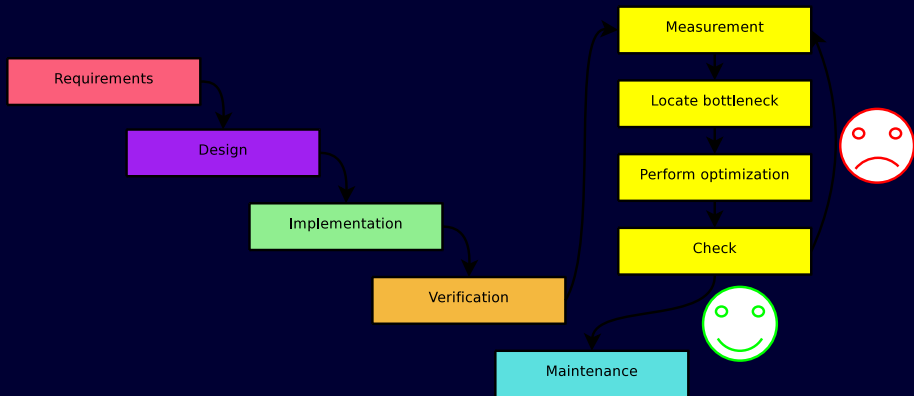 Requirements
Design
Implementation
Verification
Measurement
Locate bottleneck
Perform optimization
Check
Maintenance